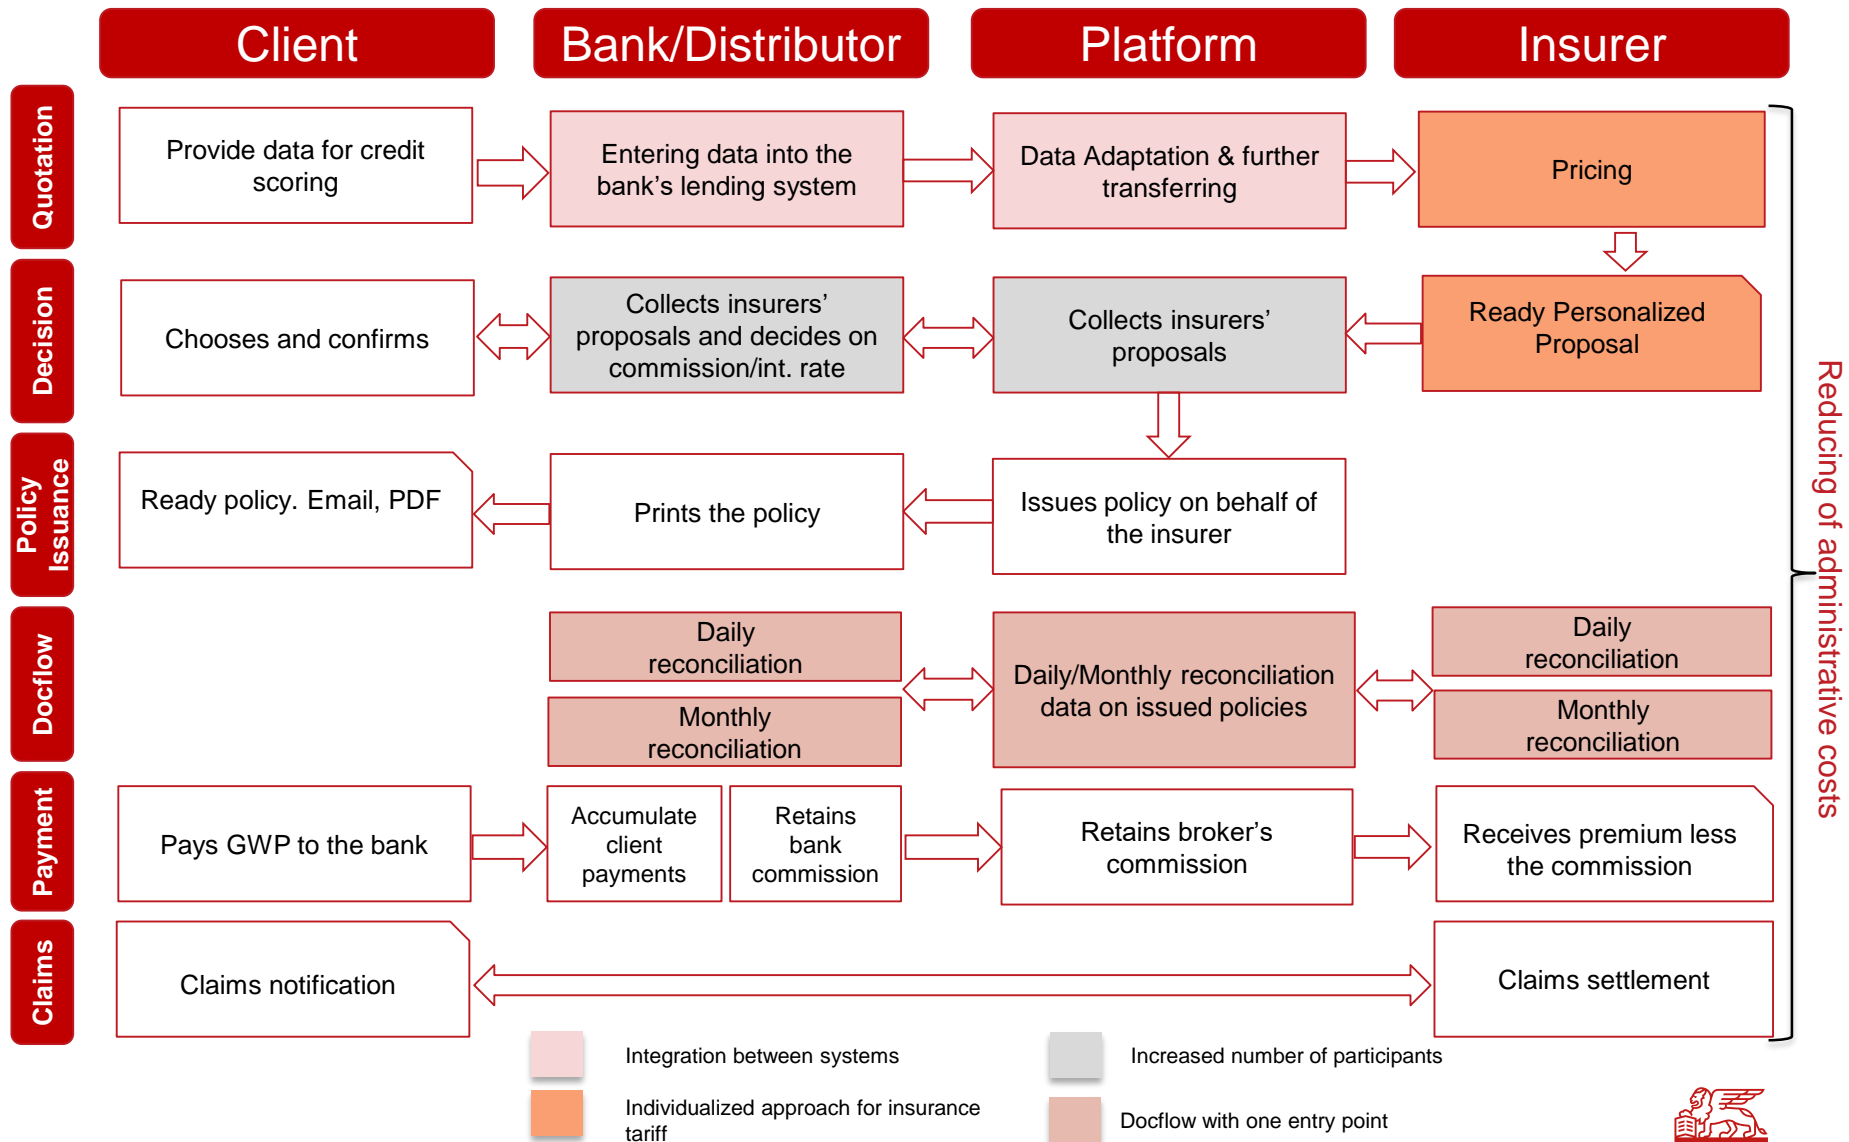 Client
Bank/Distributor
Platform
Insurer
Quotation
Provide data for credit
scoring
Entering data into the
bank’s lending system
Data Adaptation & further
transferring
Pricing
Decision
Chooses and confirms
Collects insurers’
proposals and decides on
commission/int. rate
Collects insurers’
proposals
Ready Personalized
Proposal
Policy
Issuance
Ready policy. Email, PDF
Prints the policy
Issues policy on behalf of
the insurer
Docflow
Daily
reconciliation
Monthly
reconciliation
Daily/Monthly reconciliation
data on issued policies
Daily
reconciliation
Monthly
reconciliation
Payment
Pays GWP to the bank
Accumulate
client
payments
Retains
bank
commission
Retains broker’s
commission
Receives premium less
the commission
Claims
Claims notification
Claims settlement
Reducing of administrative costs
Integration between systems
Increased number of participants
Individualized approach for insurance
tariff
Docflow with one entry point